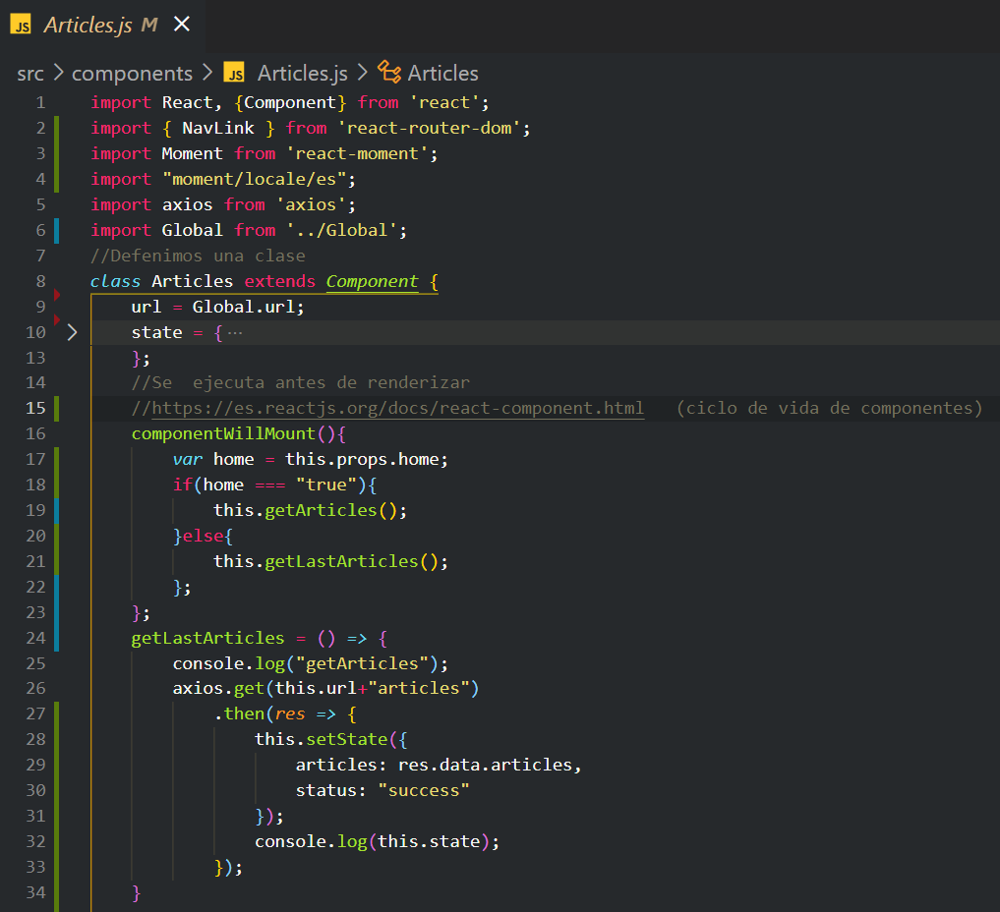 JS Articles.js M
src > components > JS Articles.js > Articles
1 import React, {Component} from 'react';
2 import { NavLink } from 'react-router-dom';
3 import Moment from 'react-moment';
4 import "moment/locale/es";
5 import axios from 'axios';
6 import Global from '../Global';
7 //Defenimos una clase
8 class Articles extends Component {
9     url = Global.url;
10     state = {···
13     };
14     //Se  ejecuta antes de renderizar
15     //https://es.reactjs.org/docs/react-component.html   (ciclo de vida de componentes)
16     componentWillMount(){
17         var home = this.props.home;
18         if(home === "true"){
19             this.getArticles();
20         }else{
21             this.getLastArticles();
22         };
23     };
24     getLastArticles = () => {
25         console.log("getArticles");
26         axios.get(this.url+"articles")
27             .then(res => {
28                 this.setState({
29                     articles: res.data.articles,
30                     status: "success"
31                 });
32                 console.log(this.state);
33             });
34     }